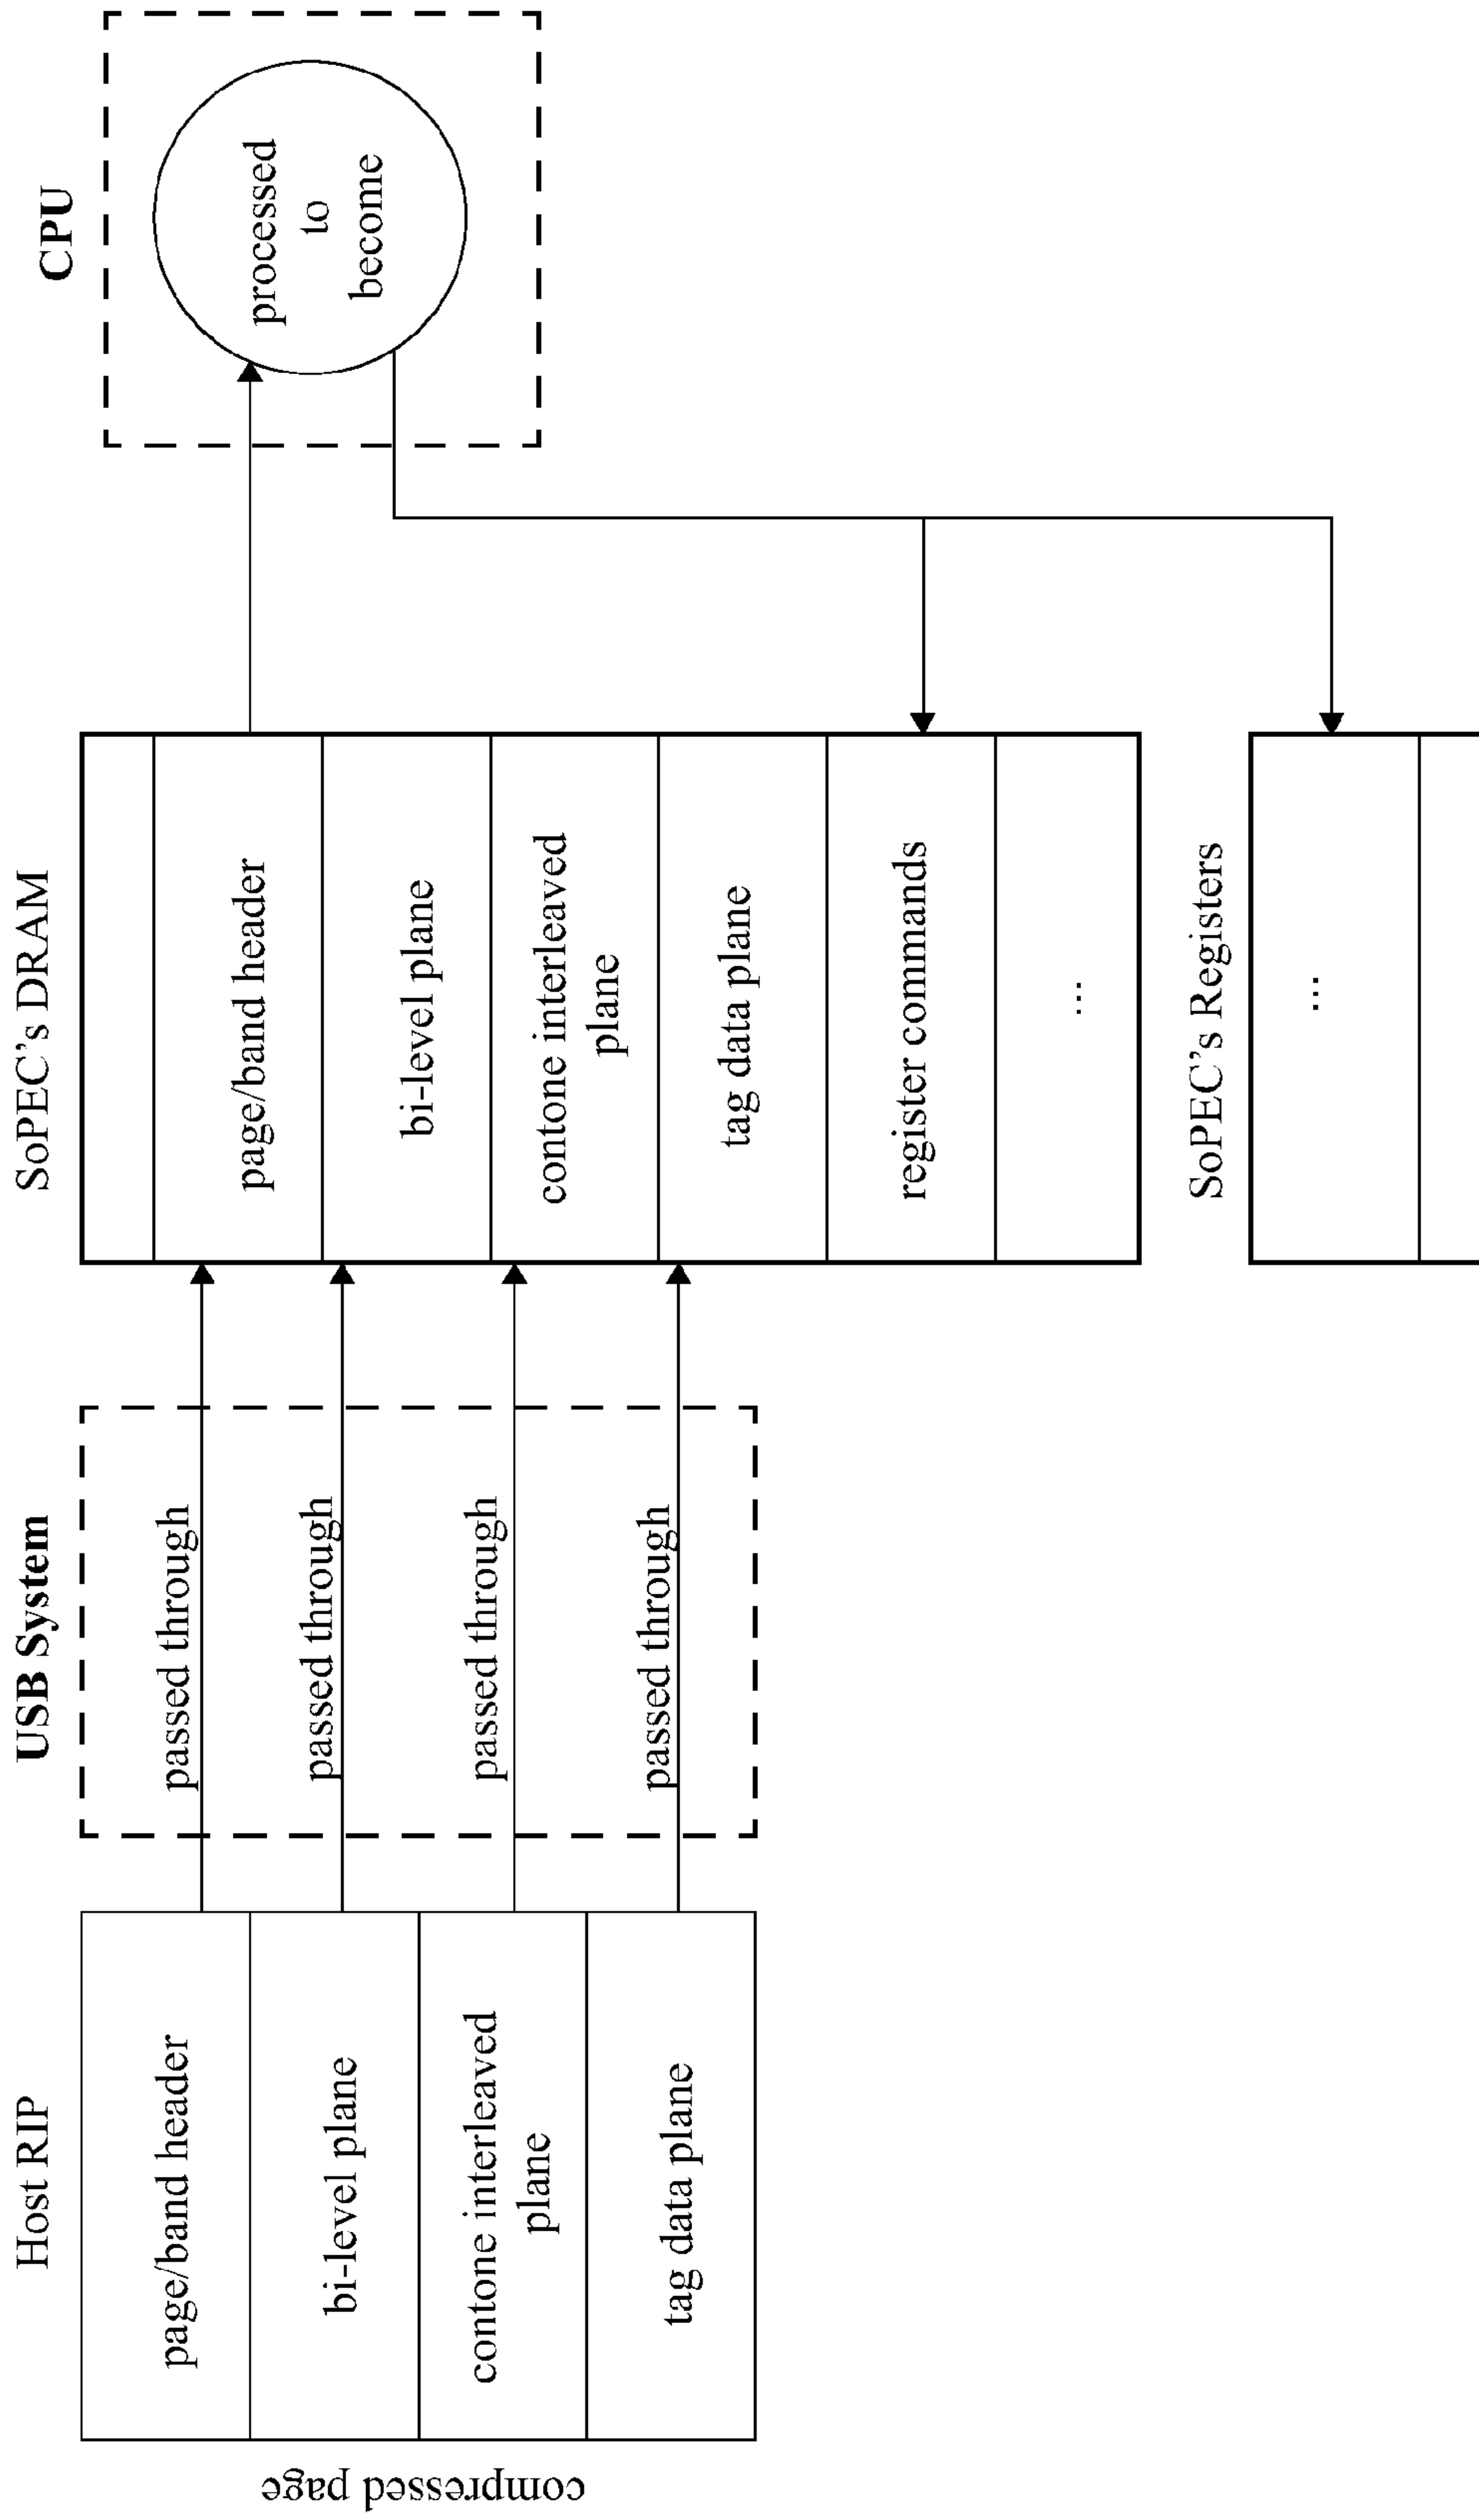 Host RIP
USB System
SoPEC's DRAM
CPU
compressed page
page/band header
bi-level plane
contone interleaved
plane
tag data plane
passed through
passed through
passed through
passed through
page/band header
bi-level plane
contone interleaved
plane
tag data plane
register commands
...
processed
to
become
SoPEC's Registers
...